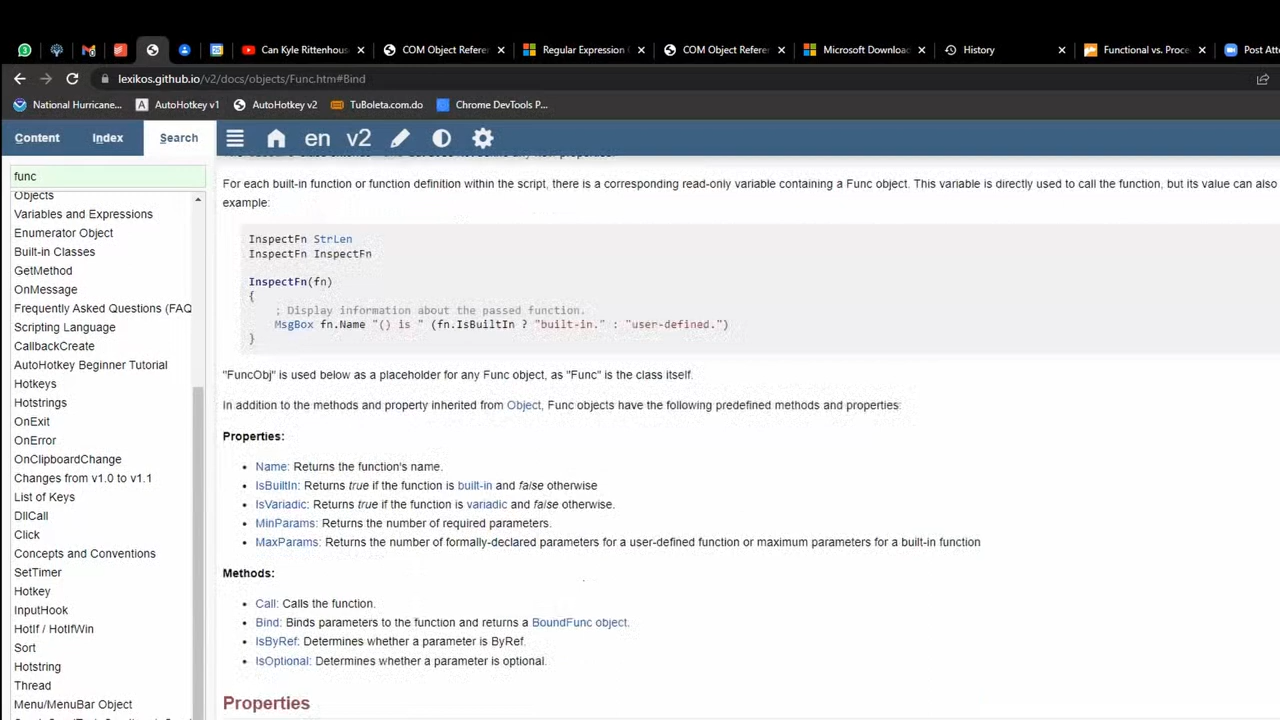 Can Kyle Rittenhous
COM Object Refere
Regular Expression
COM Object Refere
Microsoft Downloa
History
Functional vs. Proce
Post Att
lexikos.github.io/v2/docs/objects/Func.htm#Bind
National Hurricane...
AutoHotkey v1
AutoHotkey v2
TuBoleta.com.do
Chrome DevTools P...
Content
Index
Search
en
v2
func
Objects
Variables and Expressions
Enumerator Object
Built-in Classes
GetMethod
OnMessage
Frequently Asked Questions (FAQ
Scripting Language
CallbackCreate
AutoHotkey Beginner Tutorial
Hotkeys
Hotstrings
OnExit
OnError
OnClipboardChange
Changes from v1.0 to v1.1
List of Keys
DllCall
Click
Concepts and Conventions
SetTimer
Hotkey
InputHook
HotIf / HotIfWin
Sort
Hotstring
Thread
Menu/MenuBar Object
For each built-in function or function definition within the script, there is a corresponding read-only variable containing a Func object. This variable is directly used to call the function, but its value can also
example:
InspectFn StrLen
InspectFn InspectFn
InspectFn(fn)
{
; Display information about the passed function.
MsgBox fn.Name "() is " (fn.IsBuiltIn ? "built-in." : "user-defined.")
}
"FuncObj" is used below as a placeholder for any Func object, as "Func" is the class itself.
In addition to the methods and property inherited from Object, Func objects have the following predefined methods and properties:
Properties:
Name: Returns the function's name.
IsBuiltIn: Returns true if the function is built-in and false otherwise
IsVariadic: Returns true if the function is variadic and false otherwise.
MinParams: Returns the number of required parameters.
MaxParams: Returns the number of formally-declared parameters for a user-defined function or maximum parameters for a built-in function
Methods:
Call: Calls the function.
Bind: Binds parameters to the function and returns a BoundFunc object.
IsByRef: Determines whether a parameter is ByRef.
IsOptional: Determines whether a parameter is optional.
Properties